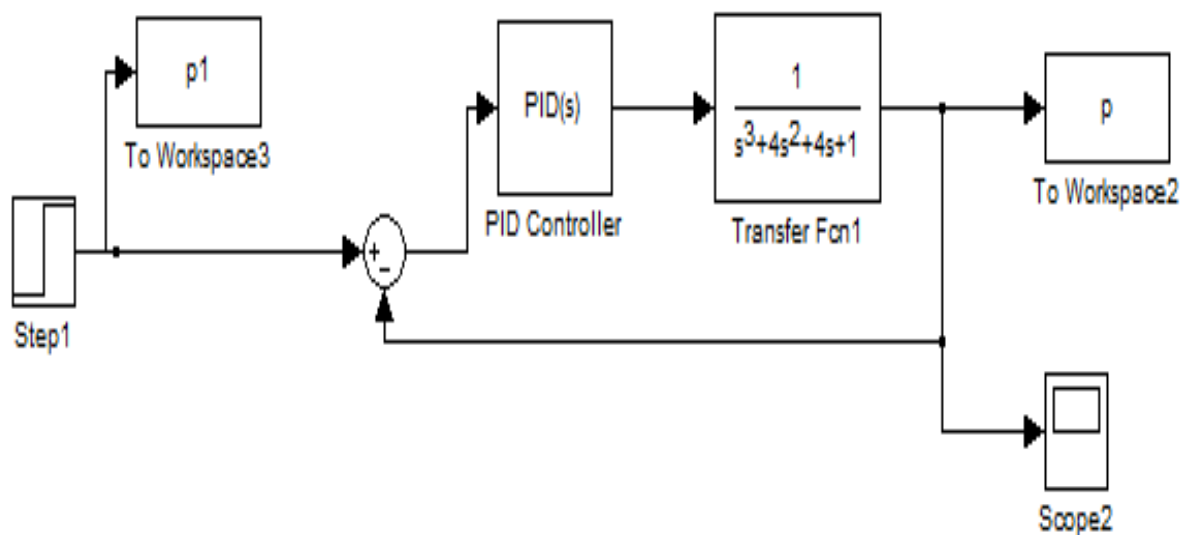 p1
To Workspace3
Step1
+
−
PID(s)
PID Controller
1
s³+4s²+4s+1
Transfer Fcn1
p
To Workspace2
Scope2